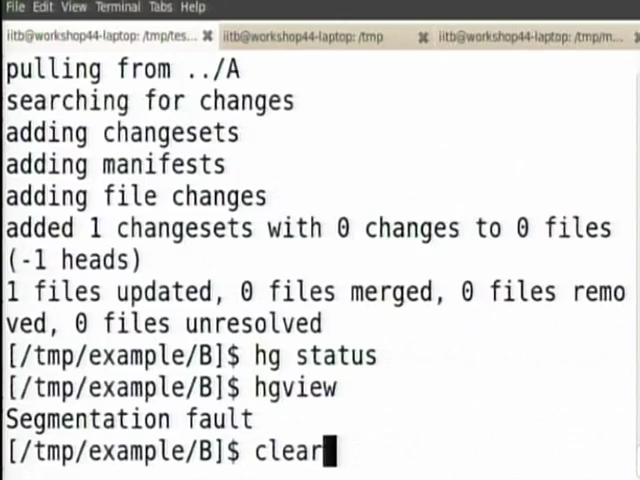 File Edit View Terminal Tabs Help
iitb@workshop44-laptop: /tmp/tes... iitb@workshop44-laptop: /tmp iitb@workshop44-laptop: /tmp/m...
pulling from ../A
searching for changes
adding changesets
adding manifests
adding file changes
added 1 changesets with 0 changes to 0 files
(-1 heads)
1 files updated, 0 files merged, 0 files remo
ved, 0 files unresolved
[/tmp/example/B]$ hg status
[/tmp/example/B]$ hgview
Segmentation fault
[/tmp/example/B]$ clear